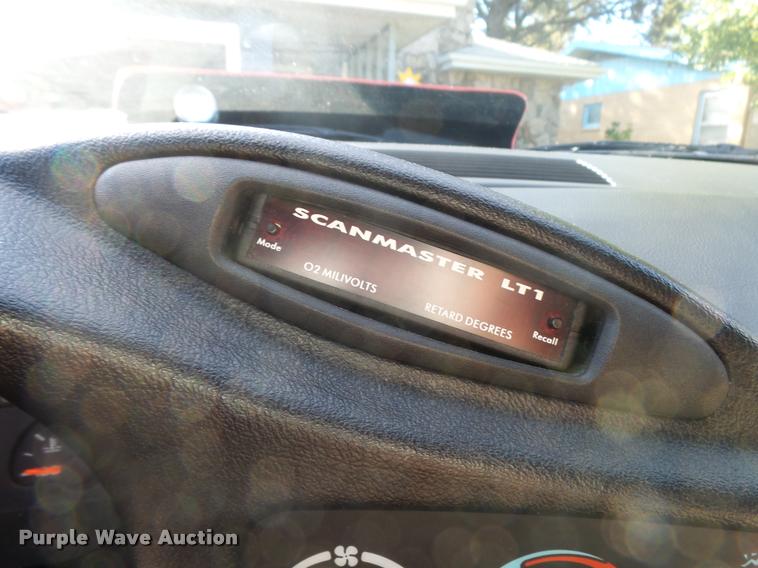 SCANMASTER LT1
Mode
O2 MILIVOLTS
RETARD DEGREES
Recall
Purple Wave Auction®